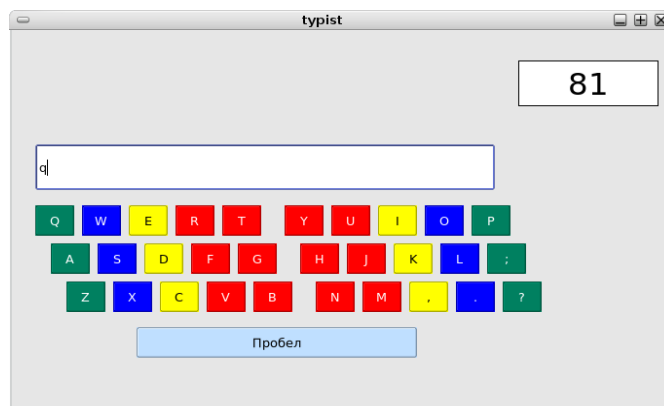 typist
81
q
Q W E R T Y U I O P
A S D F G H J K L ;
Z X C V B N M , . ?
Пробел